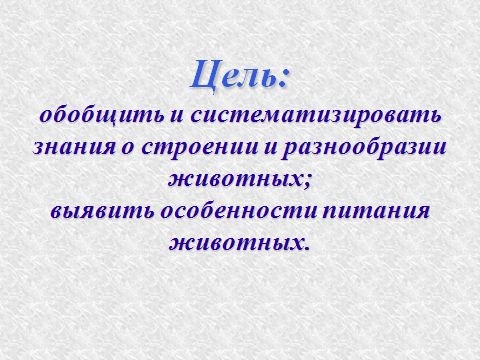 Цель:
обобщить и систематизировать
знания о строении и разнообразии
животных;
выявить особенности питания
животных.